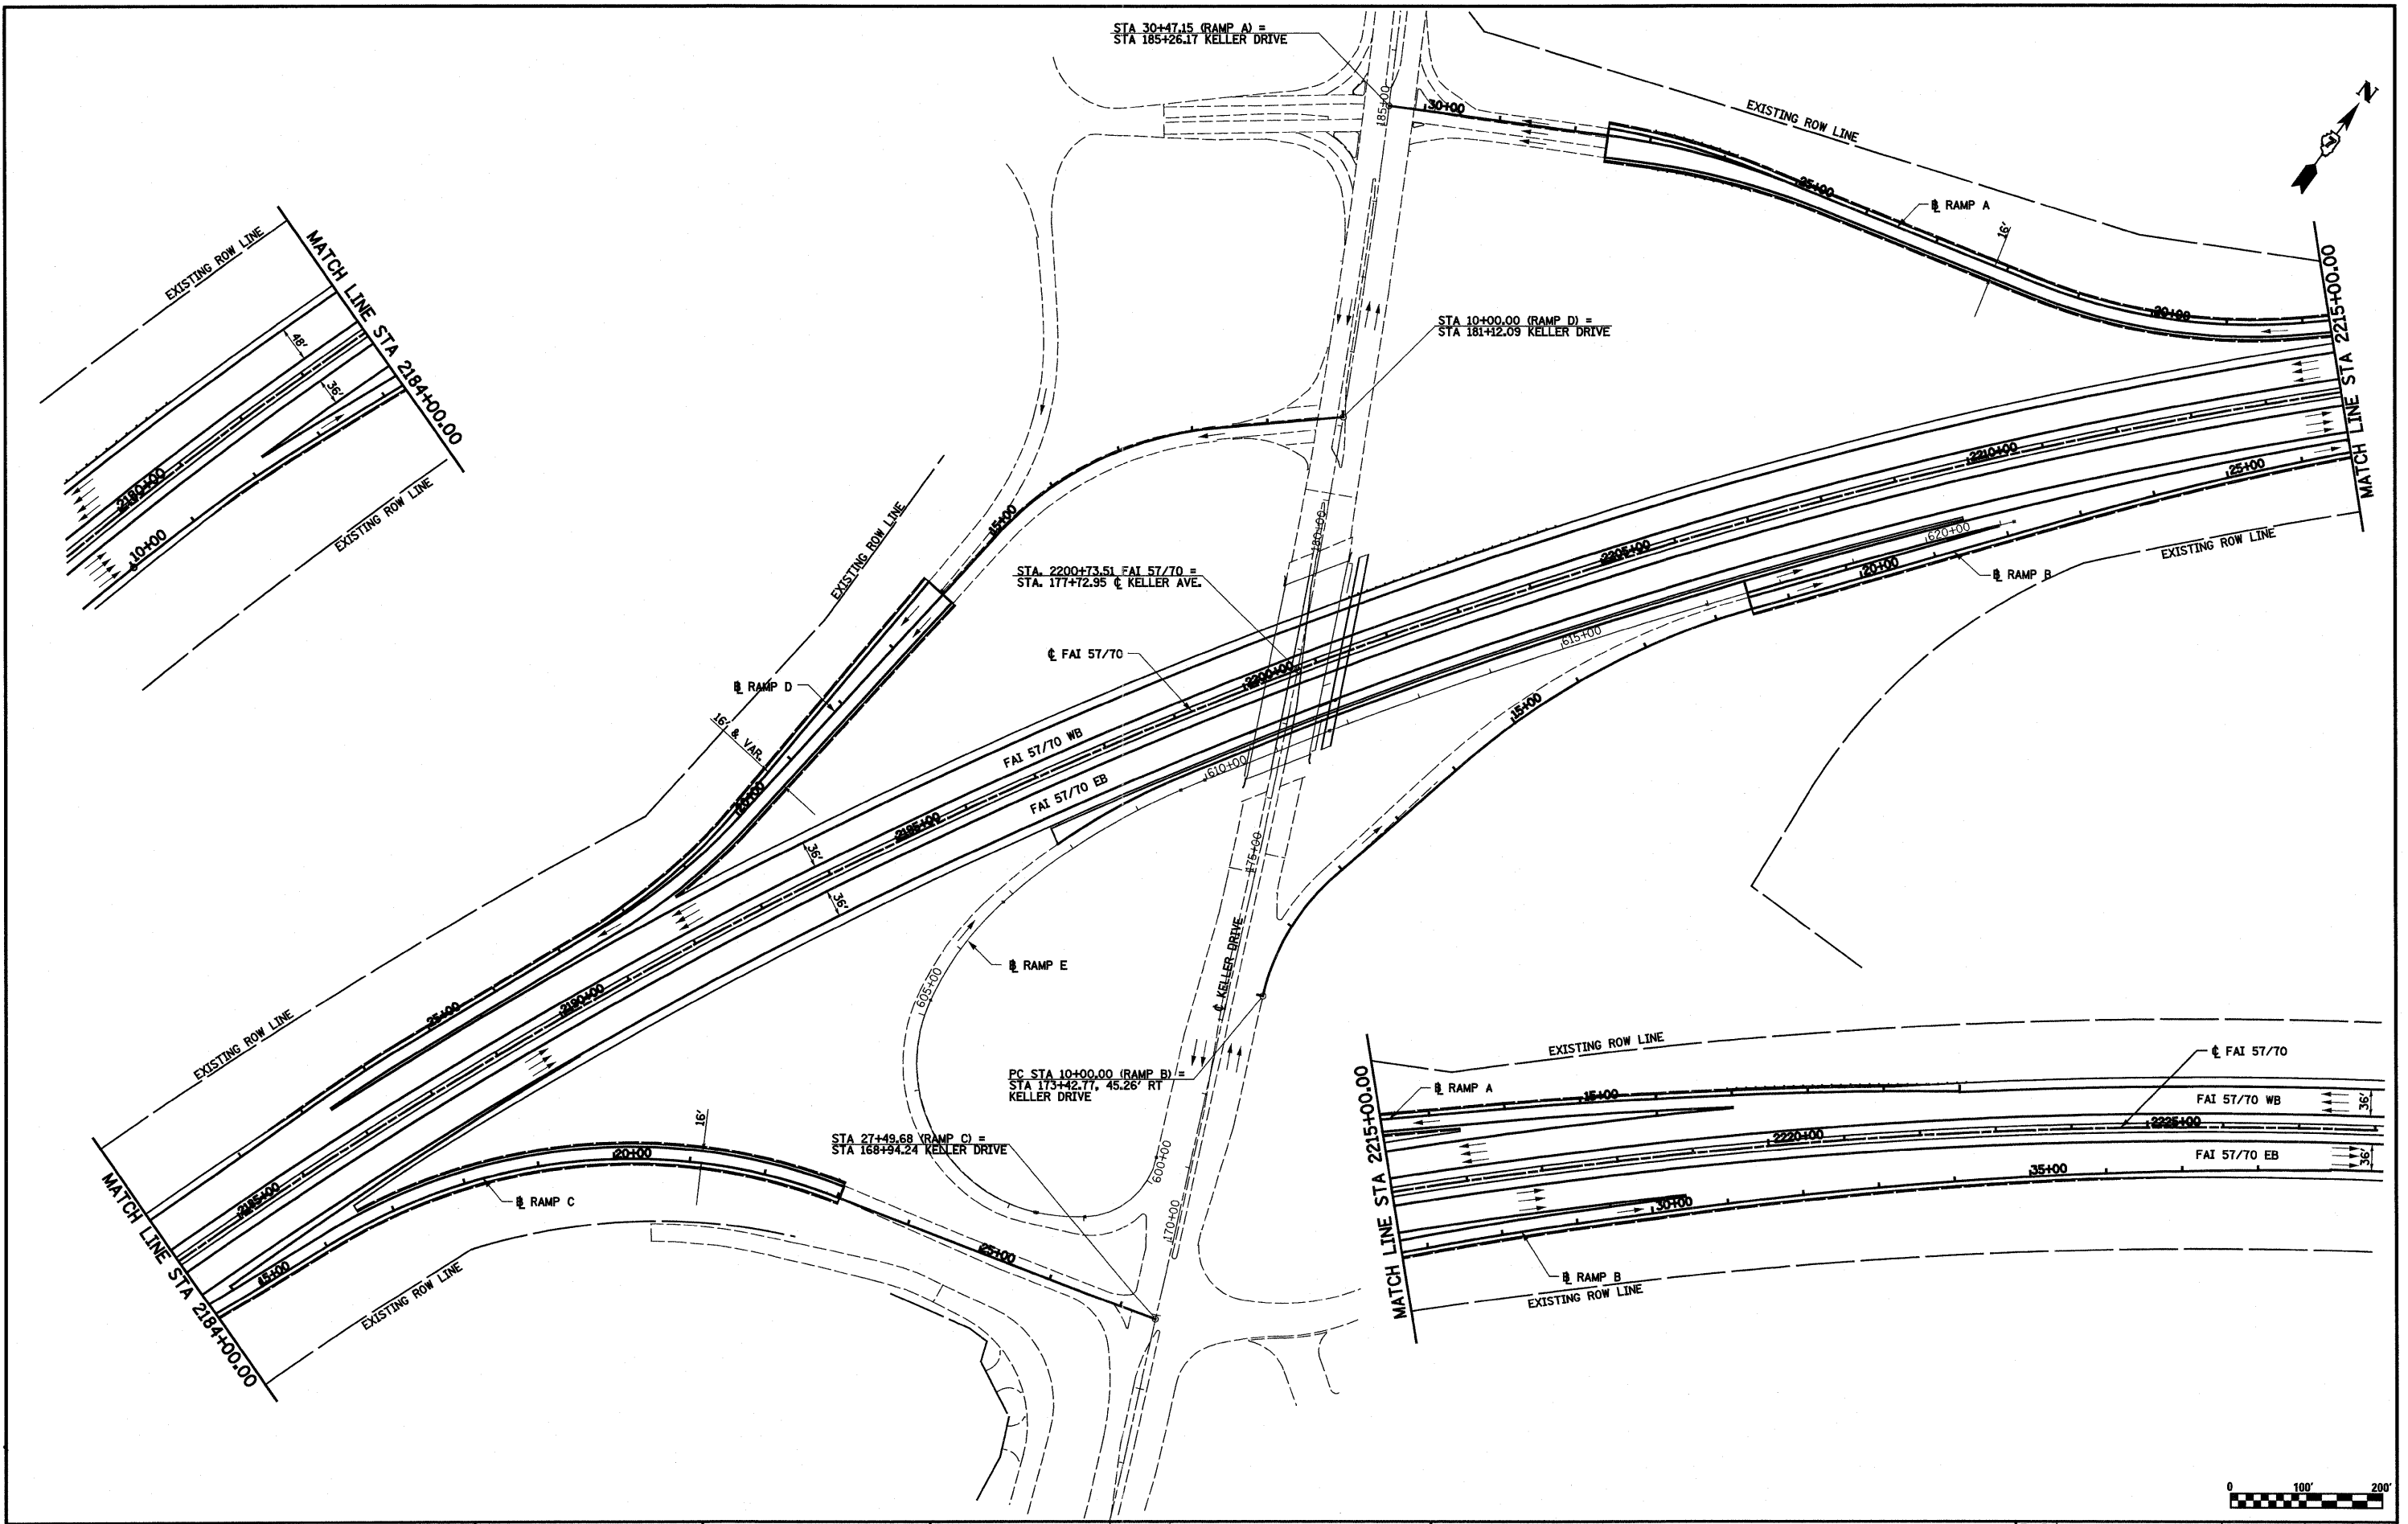 STA 30+47.15 (RAMP A) =
STA 185+26.17 KELLER DRIVE
185+00
30+00
EXISTING ROW LINE
N
25+00
℄ RAMP A
16'
20+00
MATCH LINE STA 2215+00.00
EXISTING ROW LINE
MATCH LINE STA 2184+00.00
48'
36'
2180+00
10+00
EXISTING ROW LINE
STA 10+00.00 (RAMP D) =
STA 181+12.09 KELLER DRIVE
15+00
180+00
EXISTING ROW LINE
STA. 2200+73.51 FAI 57/70 =
STA. 177+72.95 ℄ KELLER AVE.
℄ FAI 57/70
2200+00
2205+00
2210+00
25+00
620+00
20+00
EXISTING ROW LINE
℄ RAMP B
615+00
15+00
℄ RAMP D
16' & VAR.
20+00
FAI 57/70 WB
FAI 57/70 EB
610+00
2195+00
36'
36'
175+00
℄ KELLER DRIVE
℄ RAMP E
605+00
2190+00
25+00
EXISTING ROW LINE
PC STA 10+00.00 (RAMP B) =
STA 173+42.77, 45.26' RT
KELLER DRIVE
STA 27+49.68 (RAMP C) =
STA 168+94.24 KELLER DRIVE
600+00
170+00
16'
20+00
℄ RAMP C
2185+00
15+00
25+00
EXISTING ROW LINE
MATCH LINE STA 2184+00.00
MATCH LINE STA 2215+00.00
EXISTING ROW LINE
℄ FAI 57/70
℄ RAMP A
15+00
FAI 57/70 WB
36'
2220+00
2225+00
FAI 57/70 EB
36'
35+00
30+00
℄ RAMP B
EXISTING ROW LINE
0 100' 200'